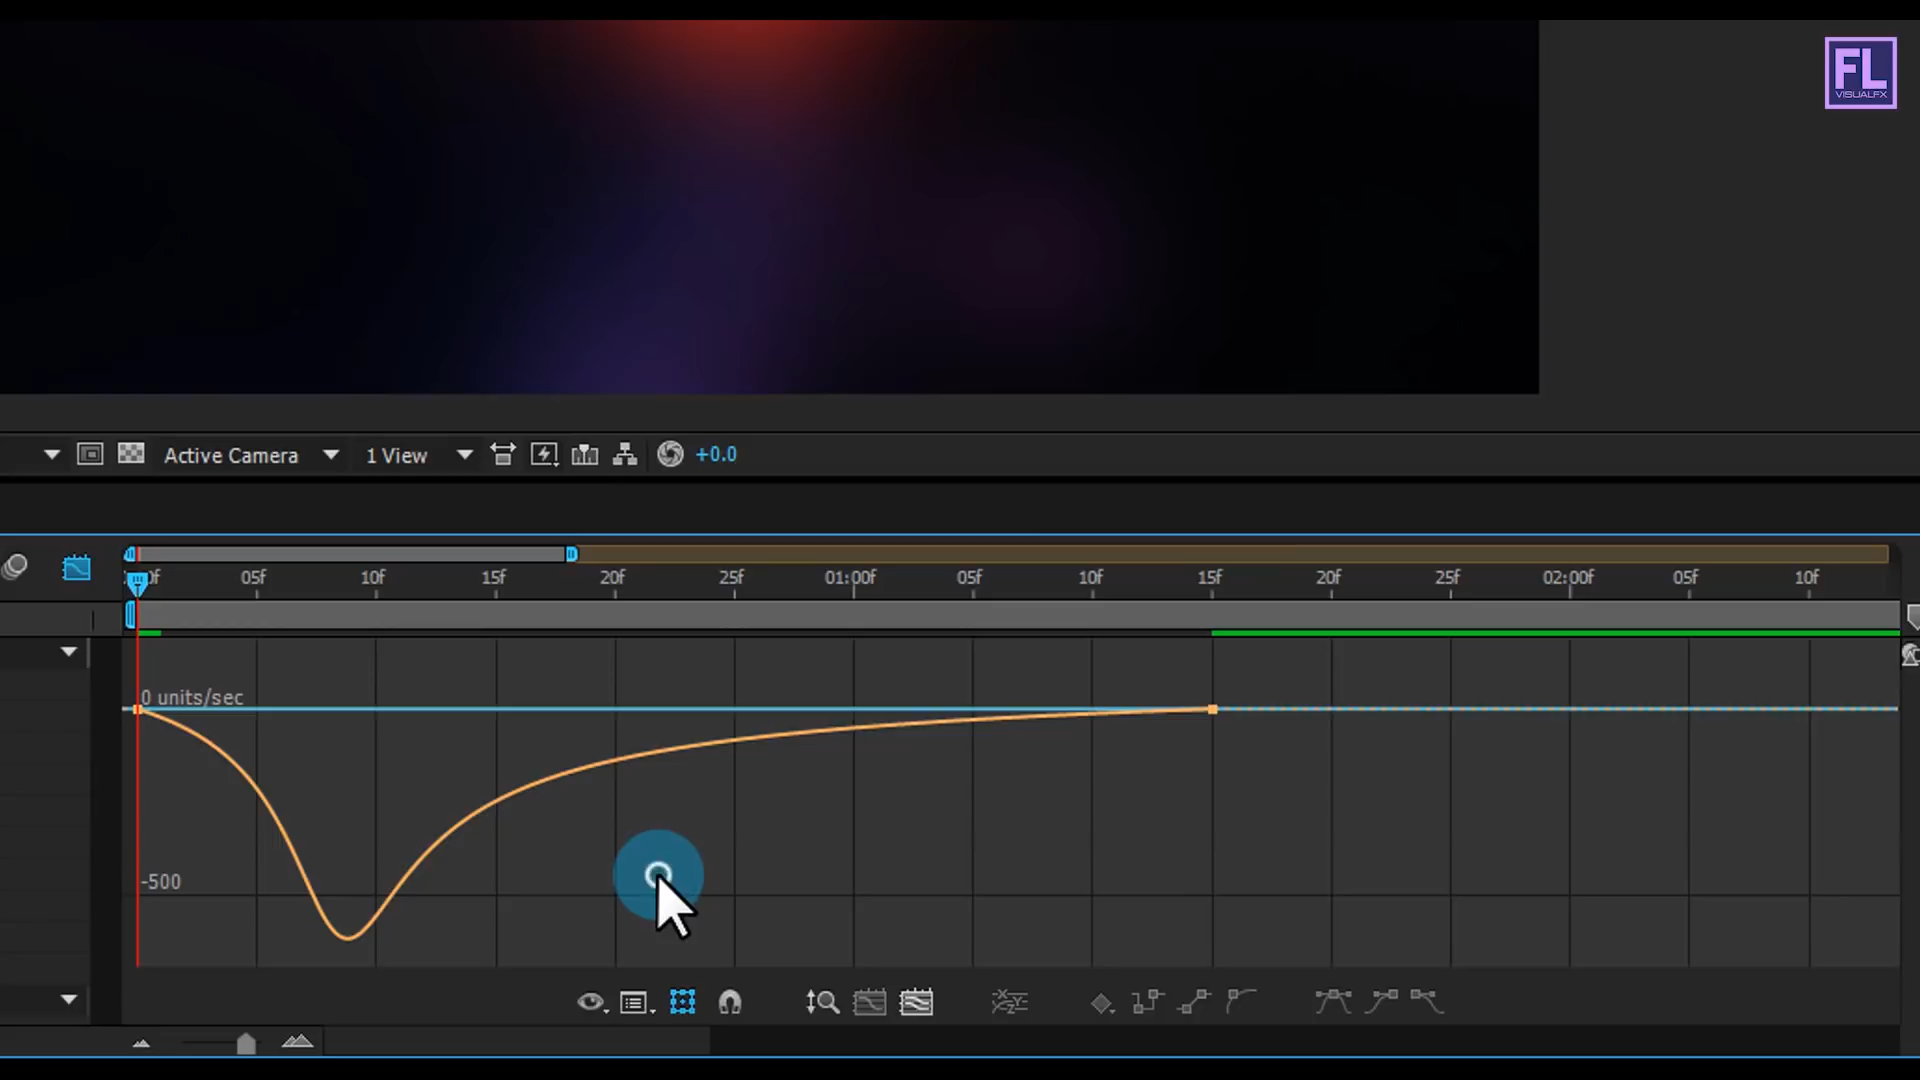 FL
VISUALFX
Active Camera
1 View
+0.0
05f
10f
15f
20f
25f
01:00f
05f
10f
15f
20f
25f
02:00f
05f
10f
0 units/sec
-500